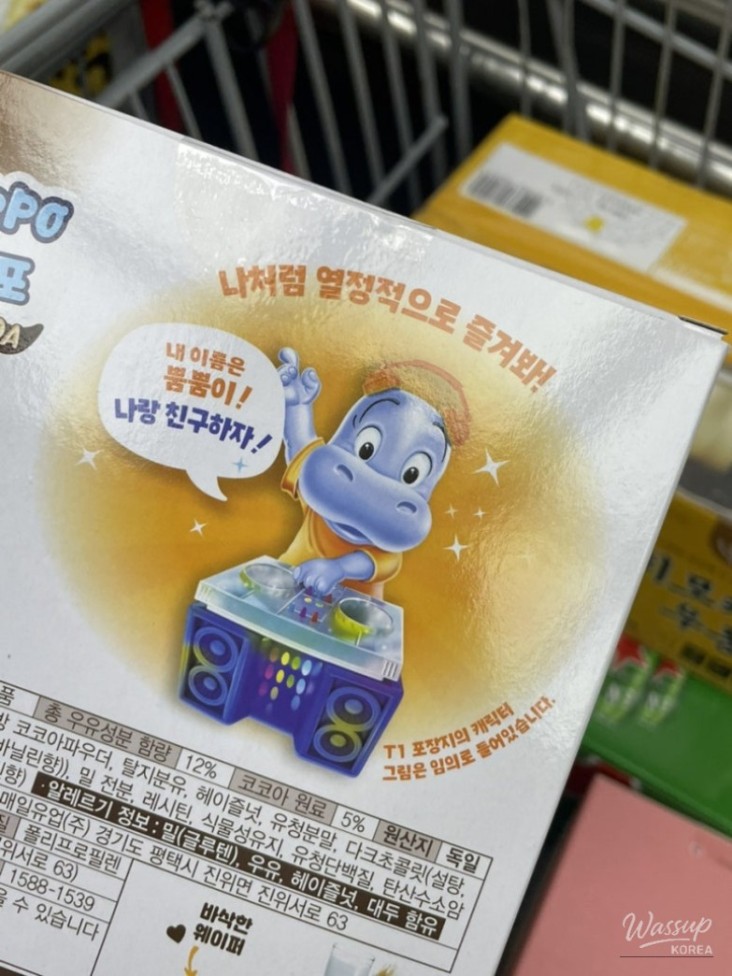 PO
포
나처럼 열정적으로 즐겨봐!
내 이름은
뿜뿜이!
나랑 친구하자!
T1 포장지의 캐릭터
그림은 임의로 들어있습니다.
품 총 우유성분 함량 12% 코코아 원료 5% 원산지 독일
코코아파우더, 탈지분유, 헤이즐넛, 유청분말, 다크초콜릿(설탕
바닐린향)), 밀 전분, 레시틴, 식물성유지, 유청단백질, 탄산수소암
향) ·알레르기 정보 : 밀(글루텐), 우유, 헤이즐넛, 대두 함유
매일유업(주) 경기도 평택시 진위면 진위서로 63
폴리프로필렌
위서로 63)
1588-1539
수 있습니다
바삭한
웨이퍼
Wassup
KOREA